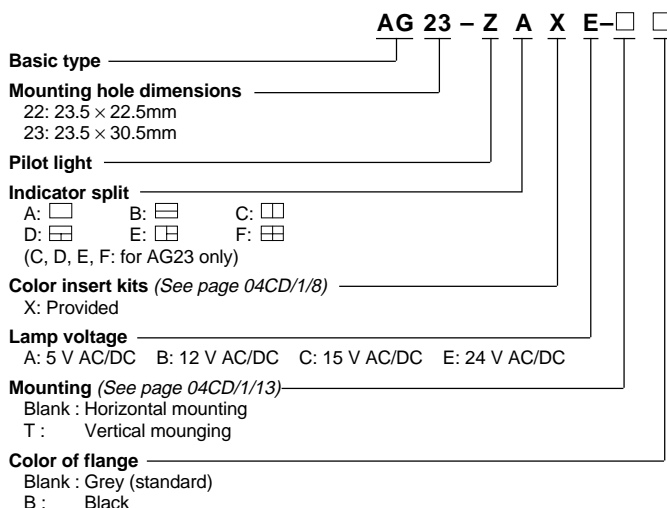 AG 23 – Z A X E–□ □
Basic type
Mounting hole dimensions
22: 23.5 × 22.5mm
23: 23.5 × 30.5mm
Pilot light
Indicator split
A: B: C:
D: E: F:
(C, D, E, F: for AG23 only)
Color insert kits (See page 04CD/1/8)
X: Provided
Lamp voltage
A: 5 V AC/DC B: 12 V AC/DC C: 15 V AC/DC E: 24 V AC/DC
Mounting (See page 04CD/1/13)
Blank : Horizontal mounting
T : Vertical mounging
Color of flange
Blank : Grey (standard)
B : Black